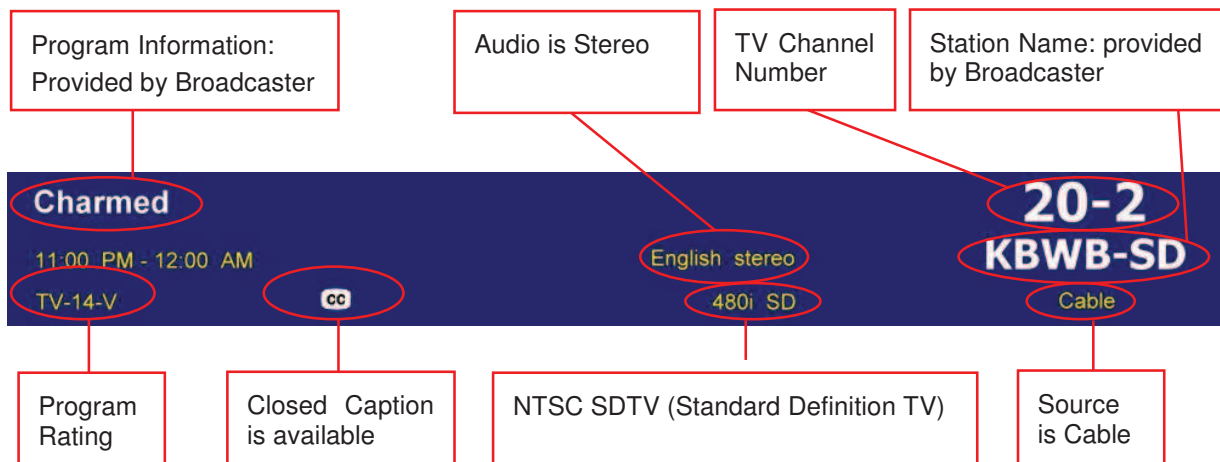 Program Information:
Provided by Broadcaster
Audio is Stereo
TV Channel
Number
Station Name: provided
by Broadcaster
Charmed
20-2
11:00 PM - 12:00 AM
English stereo
KBWB-SD
TV-14-V
cc
480i SD
Cable
Program
Rating
Closed Caption
is available
NTSC SDTV (Standard Definition TV)
Source
is Cable